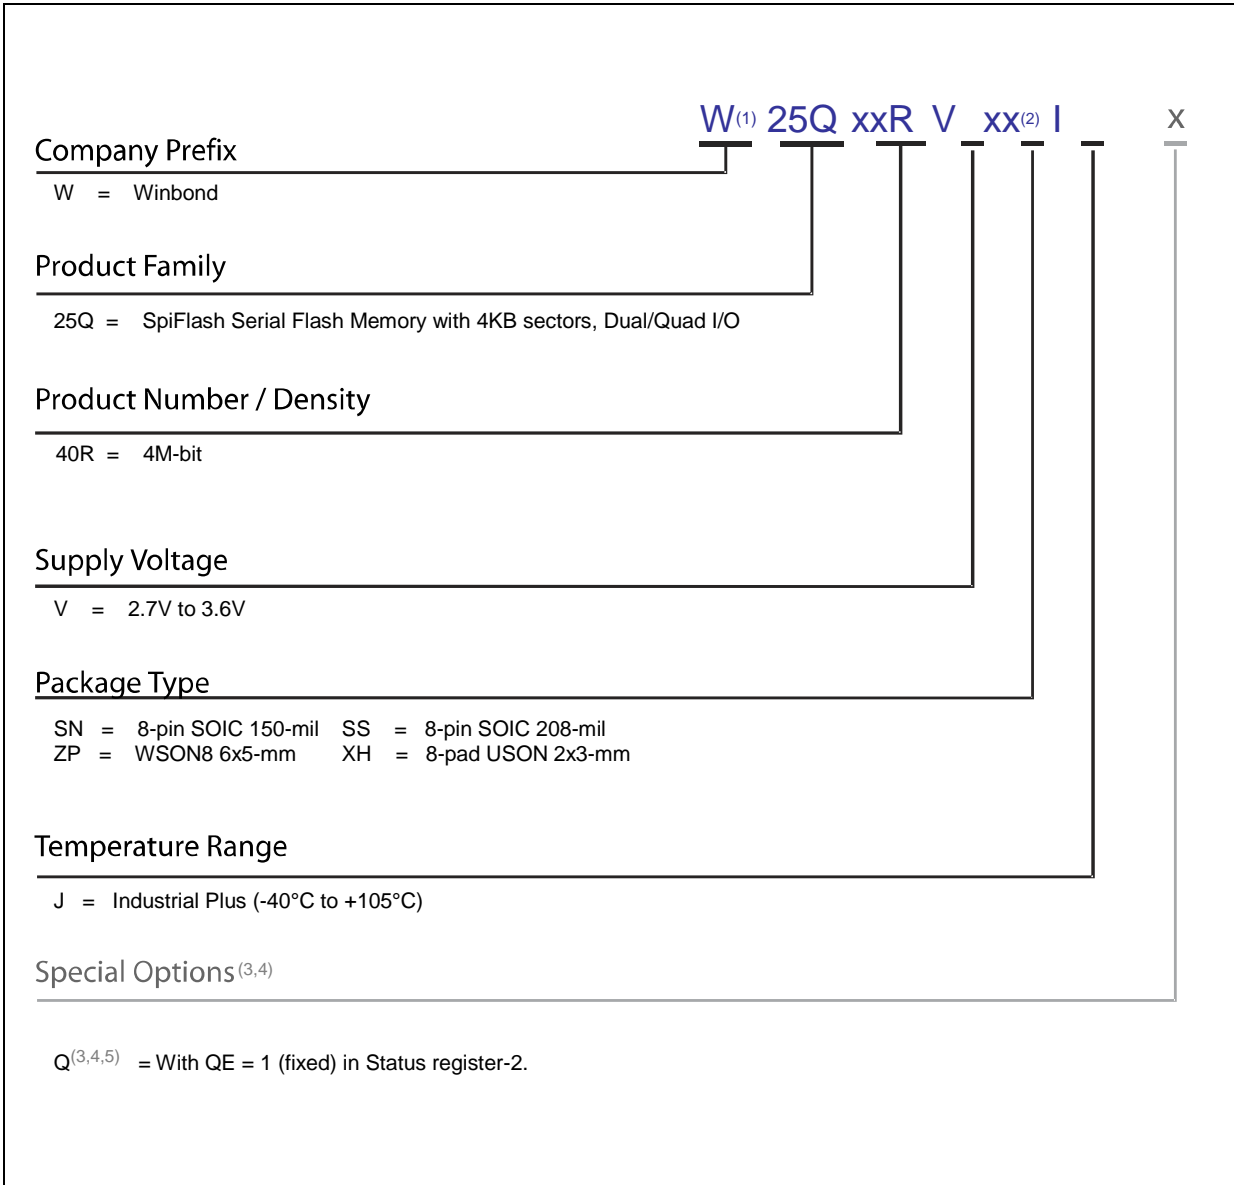 W(1) 25Q xxR V xx(2) I x
Company Prefix
W = Winbond
Product Family
25Q = SpiFlash Serial Flash Memory with 4KB sectors, Dual/Quad I/O
Product Number / Density
40R = 4M-bit
Supply Voltage
V = 2.7V to 3.6V
Package Type
SN = 8-pin SOIC 150-mil SS = 8-pin SOIC 208-mil
ZP = WSON8 6x5-mm XH = 8-pad USON 2x3-mm
Temperature Range
J = Industrial Plus (-40°C to +105°C)
Special Options (3,4)
Q(3,4,5) = With QE = 1 (fixed) in Status register-2.